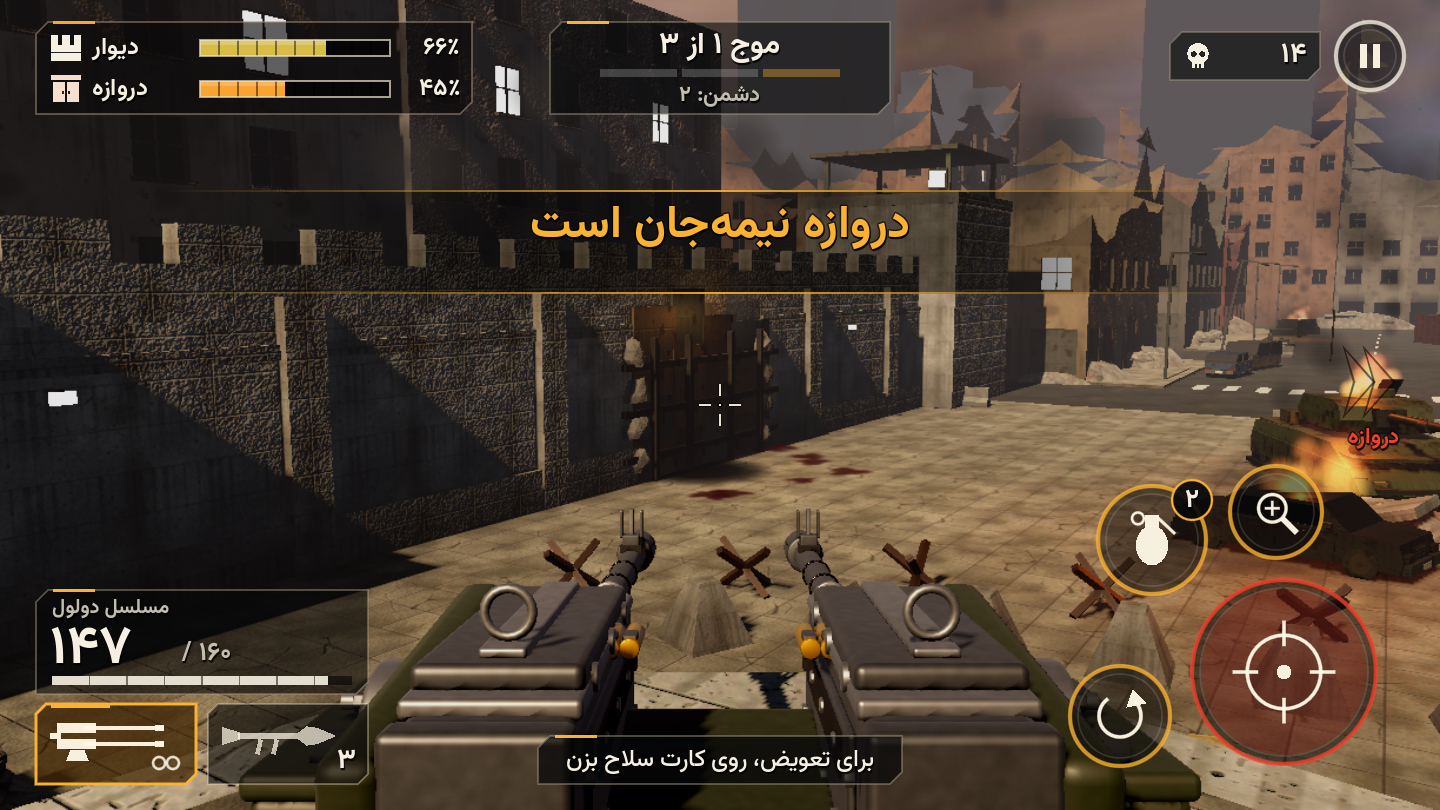 دیوار ۶۶٪
دروازه ۴۵٪
موج ۱ از ۳
دشمن: ۲
۱۴
دروازه نیمه‌جان است
دروازه
۲
مسلسل دولول
۱۴۷ / ۱۶۰
∞
۳
برای تعویض، روی کارت سلاح بزن